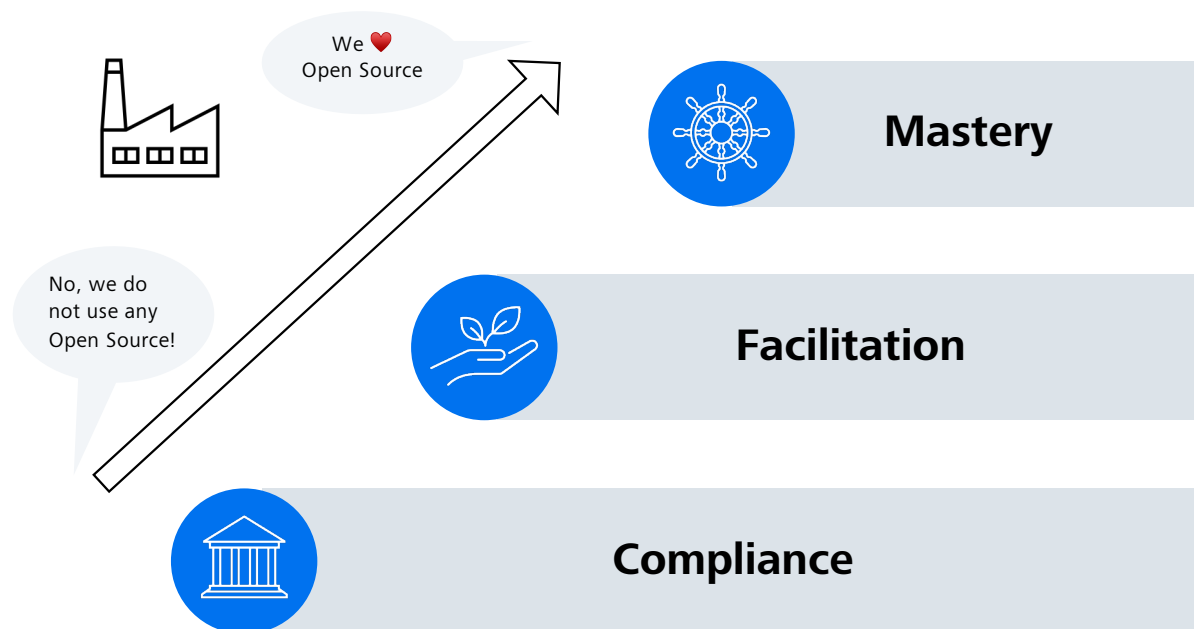 We ❤
Open Source
Mastery
No, we do
not use any
Open Source!
Facilitation
Compliance